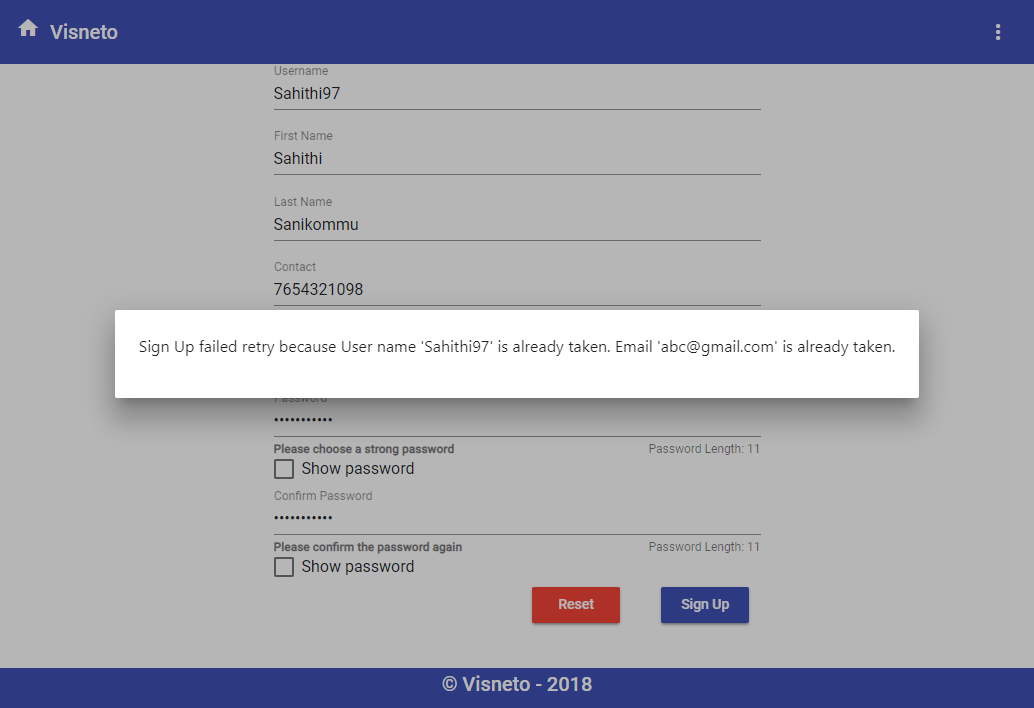 Visneto
Username
Sahithi97
First Name
Sahithi
Last Name
Sanikommu
Contact
7654321098
Sign Up failed retry because User name 'Sahithi97' is already taken. Email 'abc@gmail.com' is already taken.
Password
•••••••••••
Please choose a strong password Password Length: 11
Show password
Confirm Password
•••••••••••
Please confirm the password again Password Length: 11
Show password
Reset Sign Up
© Visneto - 2018